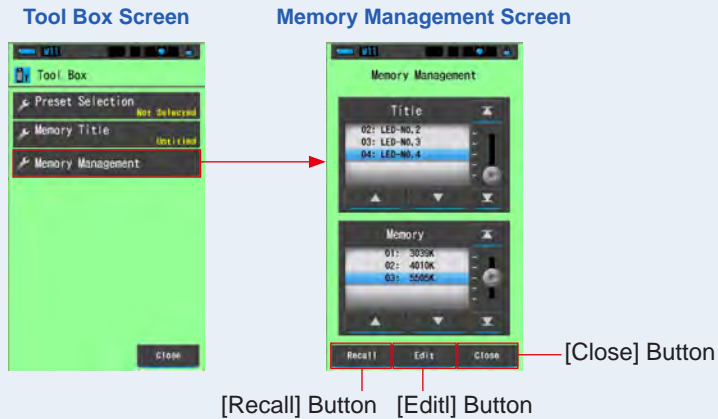 Tool Box Screen
Memory Management Screen
Tool Box
Preset Selection
Not Selected
Memory Title
Untitled
Memory Management
Close
Memory Management
Title
02: LED-NO.2
03: LED-NO.3
04: LED-NO.4
Memory
01: 3039K
02: 4010K
03: 5505K
Recall Edit Close
[Close] Button
[Recall] Button [Editl] Button